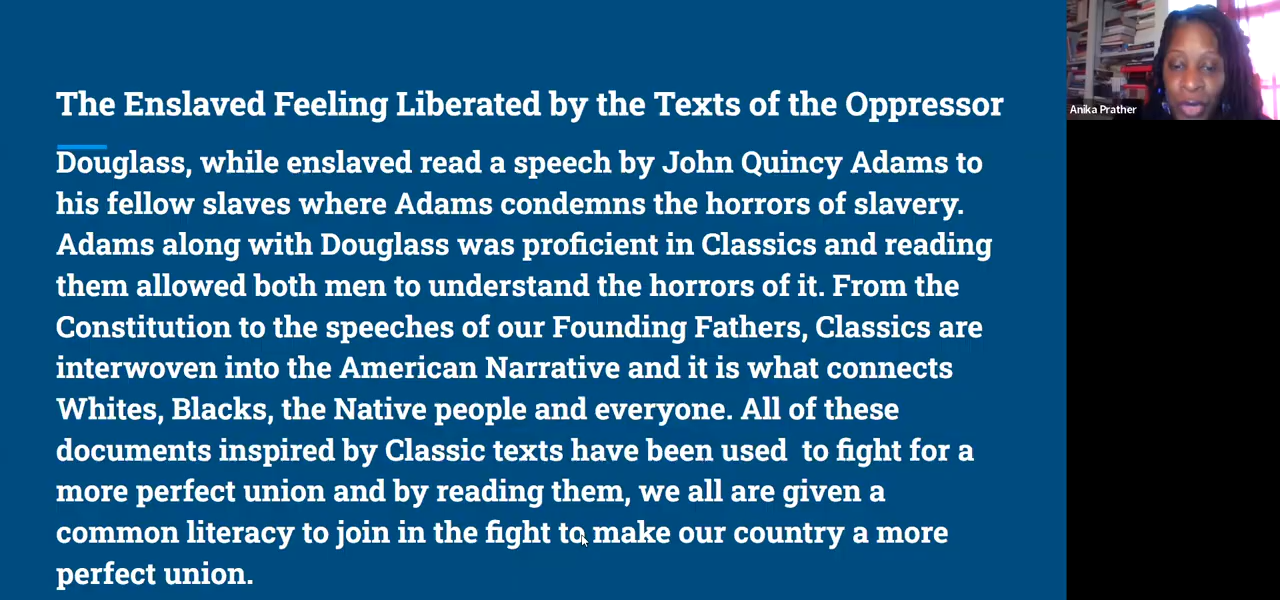 The Enslaved Feeling Liberated by the Texts of the Oppressor
Douglass, while enslaved read a speech by John Quincy Adams to
his fellow slaves where Adams condemns the horrors of slavery.
Adams along with Douglass was proficient in Classics and reading
them allowed both men to understand the horrors of it. From the
Constitution to the speeches of our Founding Fathers, Classics are
interwoven into the American Narrative and it is what connects
Whites, Blacks, the Native people and everyone. All of these
documents inspired by Classic texts have been used  to fight for a
more perfect union and by reading them, we all are given a
common literacy to join in the fight to make our country a more
perfect union.
Anika Prather